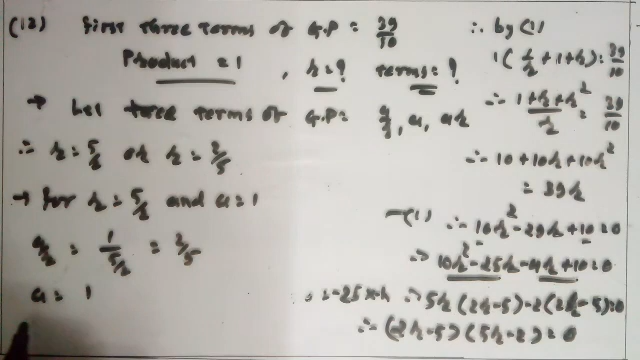 (12) First three terms of G.P = 39/10
Product = 1, r = ? terms = ?
→ Let three terms of G.P = a/r, a, ar
∴ r = 5/2 or r = 2/5
→ for r = 5/2 and a = 1
a/r = 1/5/2 = 2/5
a = 1
∴ by (1)
1(1/r + 1 + r) = 39/10
∴ 1+r+r²/r = 39/10
∴ 10 + 10r + 10r²
= 39r
—(1) ∴ 10r² - 29r + 10 = 0
∴ 10r² - 25r - 4r + 10 = 0
∴ 5r(2r-5) - 2(2r-5) = 0
∴ (2r-5)(5r-2) = 0